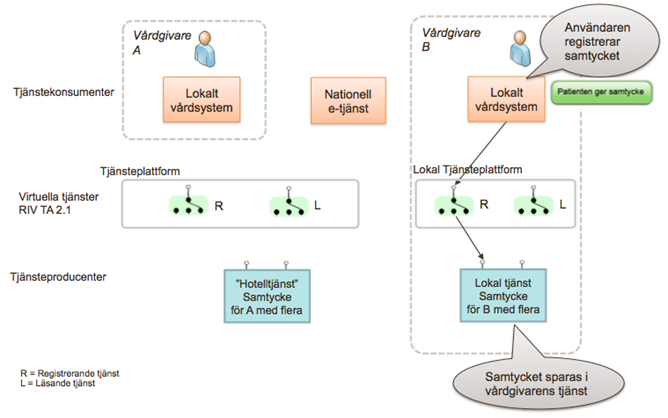 Vårdgivare
A
Vårdgivare
B
Användaren
registrerar
samtycket
Tjänstekonsumenter
Lokalt
vårdsystem
Nationell
e-tjänst
Lokalt
vårdsystem
Patienten ger samtycke
Tjänsteplattform
Lokal Tjänsteplattform
Virtuella tjänster
RIV TA 2.1
R
L
R
L
Tjänsteproducenter
"Hotelltjänst"
Samtycke
för A med flera
Lokal tjänst
Samtycke
för B med flera
R = Registrerande tjänst
L = Läsande tjänst
Samtycket sparas i
vårdgivarens tjänst